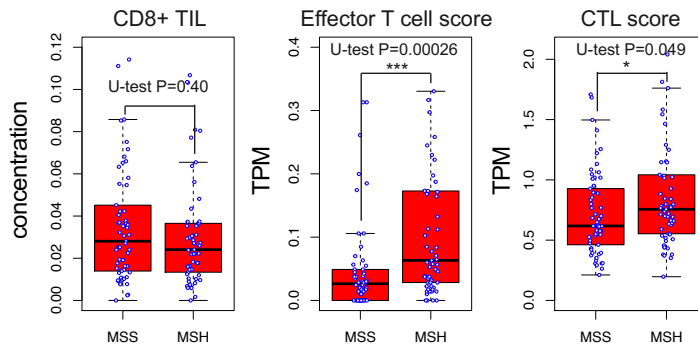 CD8+ TIL
U-test P=0.40
concentration
0.12
0.10
0.08
0.06
0.04
0.02
0.00
MSS MSH
Effector T cell score
U-test P=0.00026
***
TPM
0.4
0.3
0.2
0.1
0.0
MSS MSH
CTL score
U-test P=0.049
*
TPM
2.0
1.5
1.0
0.5
0.0
MSS MSH